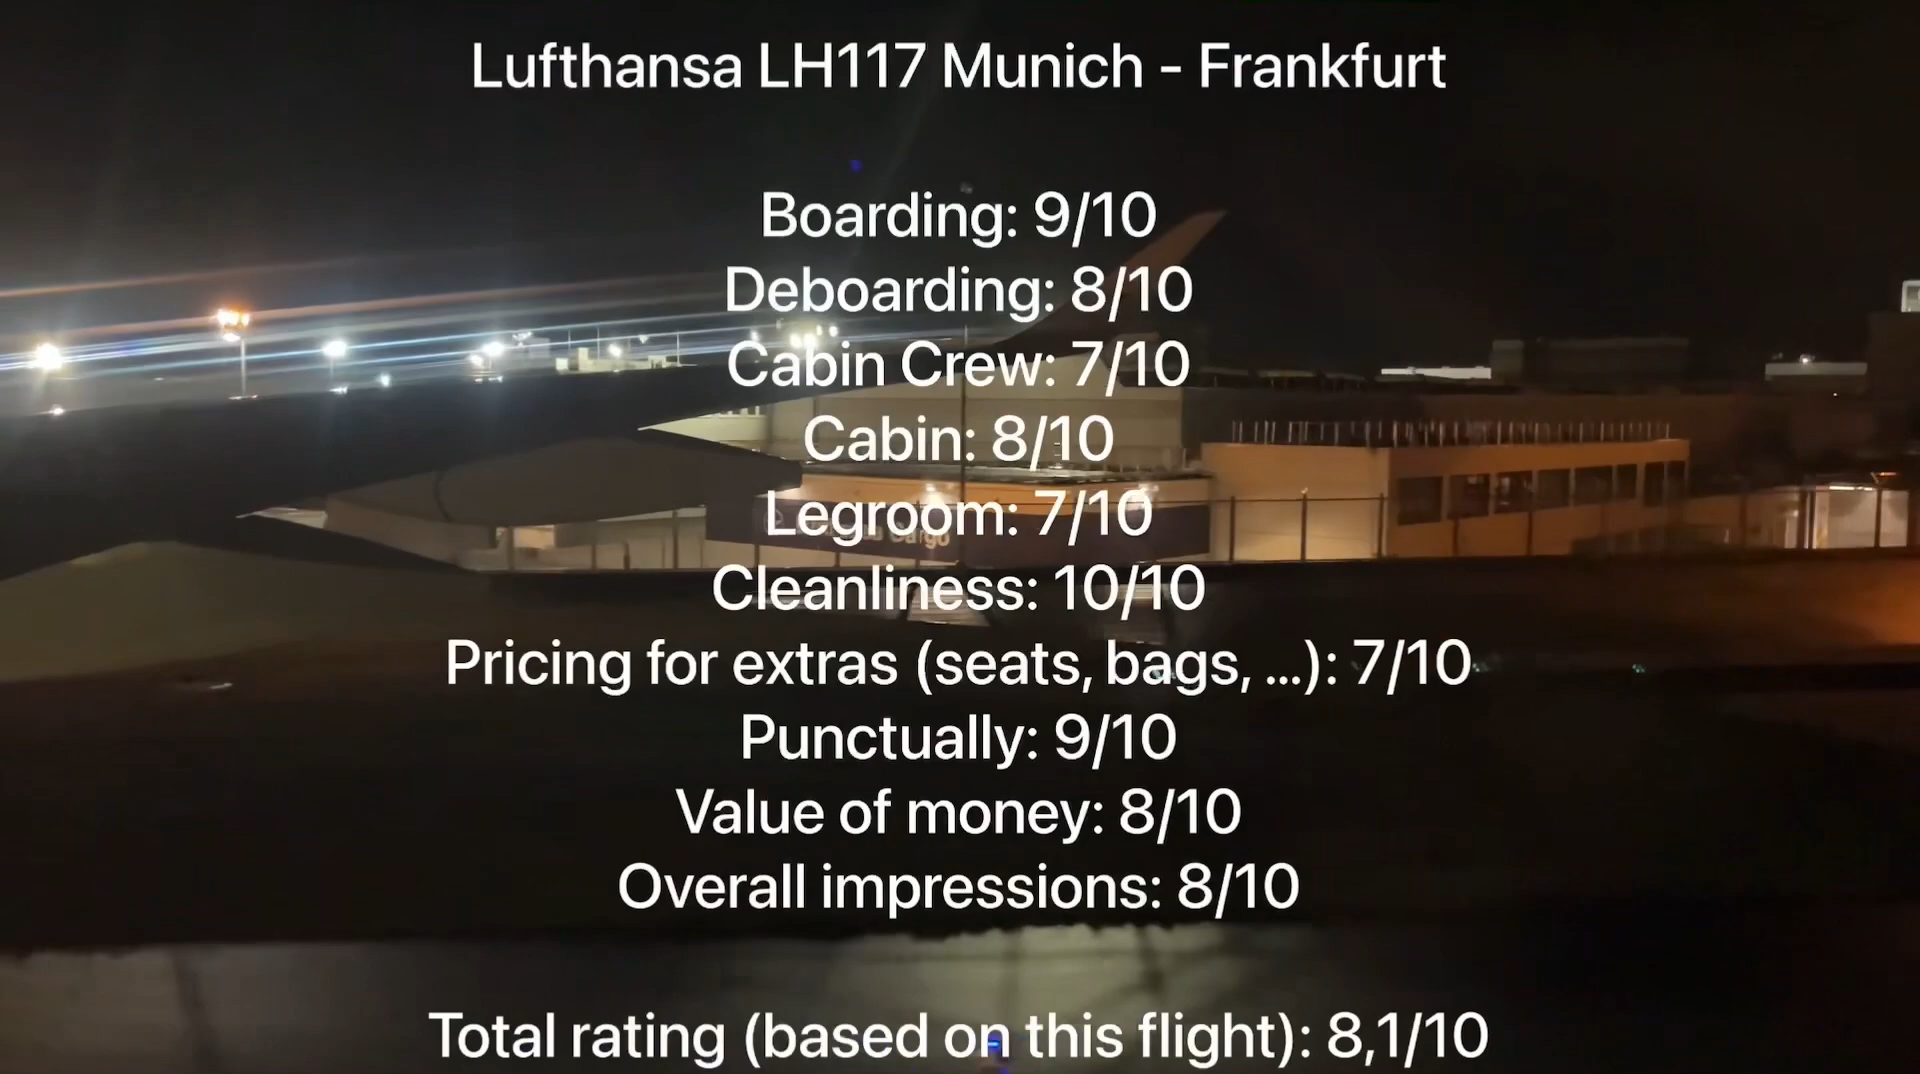 Lufthansa LH117 Munich - Frankfurt
Boarding: 9/10
Deboarding: 8/10
Cabin Crew: 7/10
Cabin: 8/10
Legroom: 7/10
Cargo
Cleanliness: 10/10
Pricing for extras (seats, bags, ...): 7/10
Punctually: 9/10
Value of money: 8/10
Overall impressions: 8/10
Total rating (based on this flight): 8,1/10